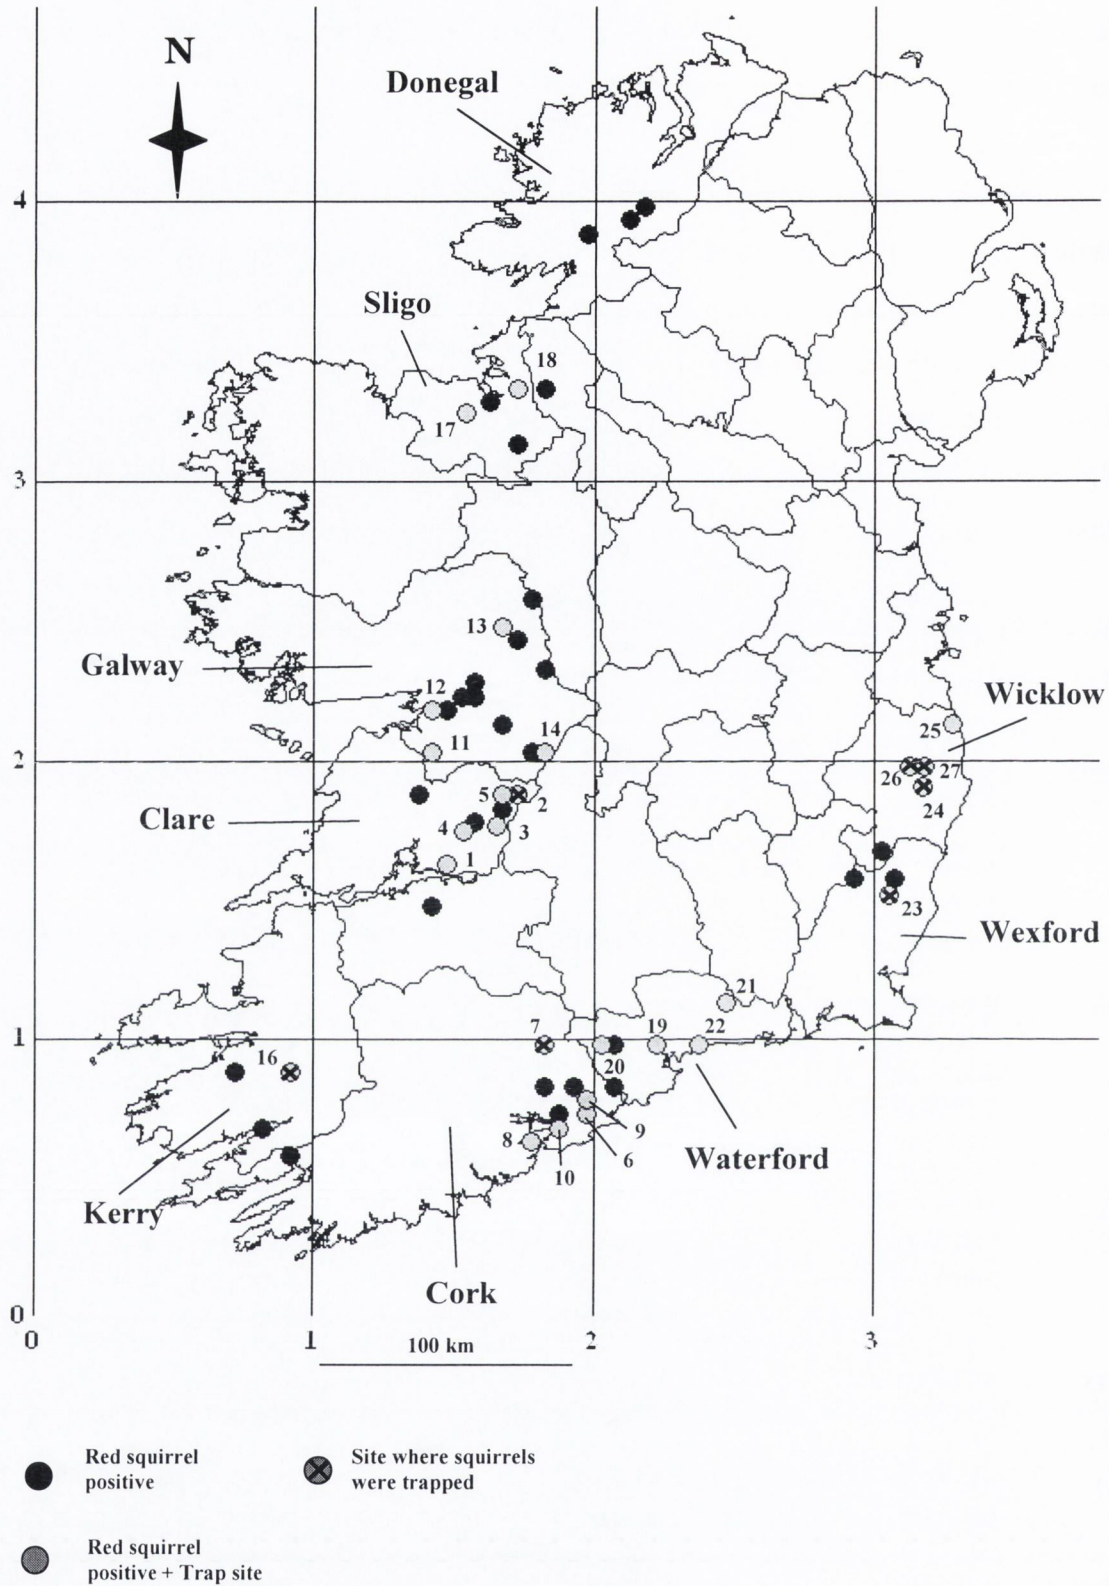 N
Donegal
4
Sligo
18
17
3
13
Galway
12
Wicklow
25
14
11
2
26
27
5
2
24
Clare
4
3
1
23
Wexford
21
7
19
22
1
16
20
9
8
6
Waterford
10
Kerry
Cork
0
0
1
2
3
100 km
Red squirrel
positive
Site where squirrels
were trapped
Red squirrel
positive + Trap site